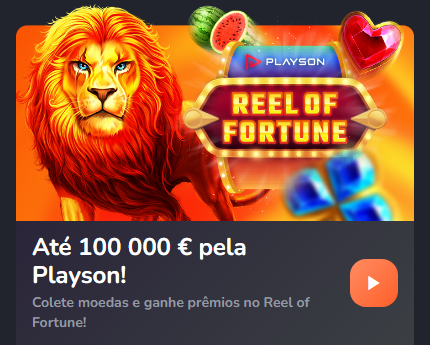 PLAYSON
REEL OF
FORTUNE
Até 100 000 € pela
Playson!
Colete moedas e ganhe prêmios no Reel of
Fortune!